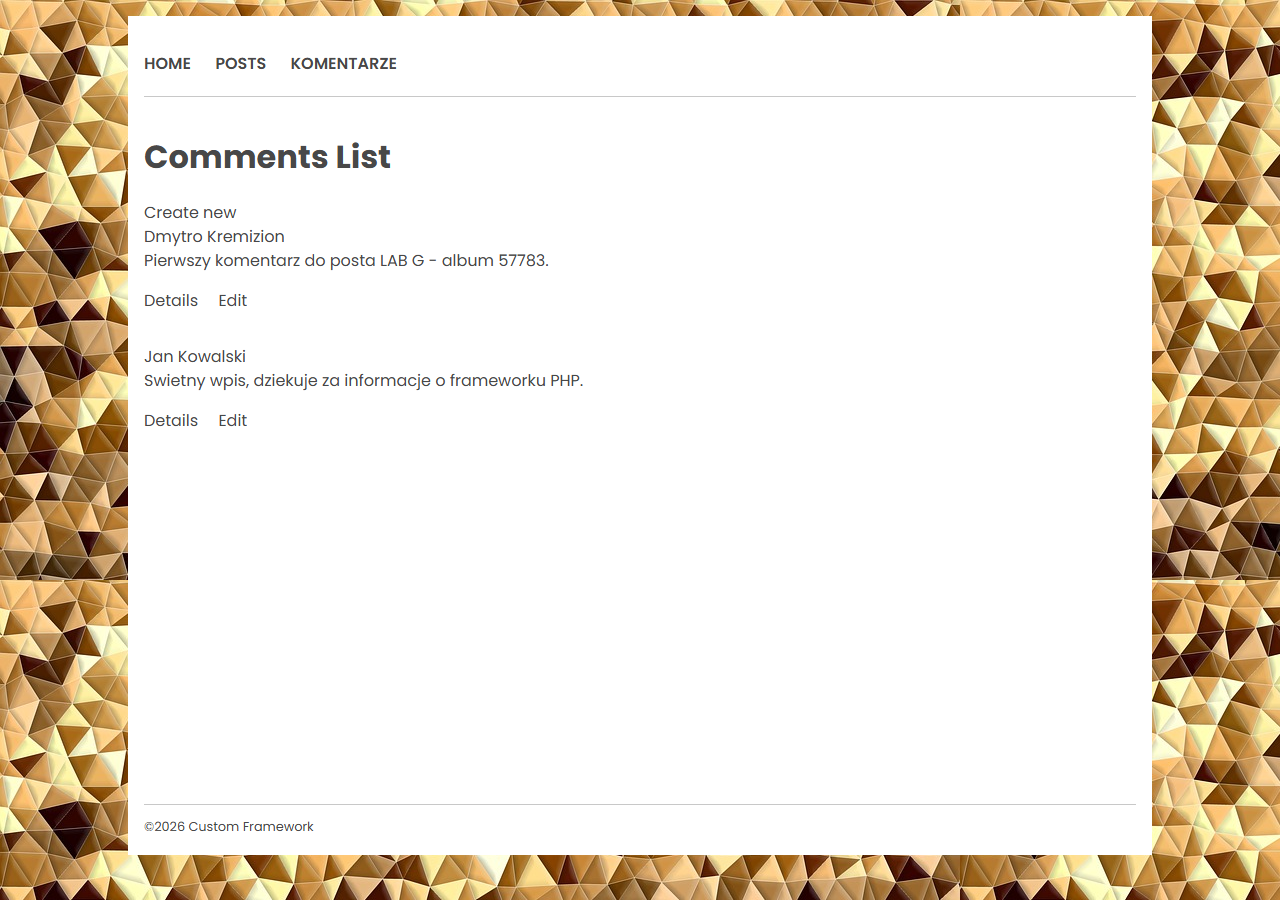 HOME POSTS KOMENTARZE
Comments List
Create new
Dmytro Kremizion
Pierwszy komentarz do posta LAB G - album 57783.
Details Edit
Jan Kowalski
Swietny wpis, dziekuje za informacje o frameworku PHP.
Details Edit
©2026 Custom Framework